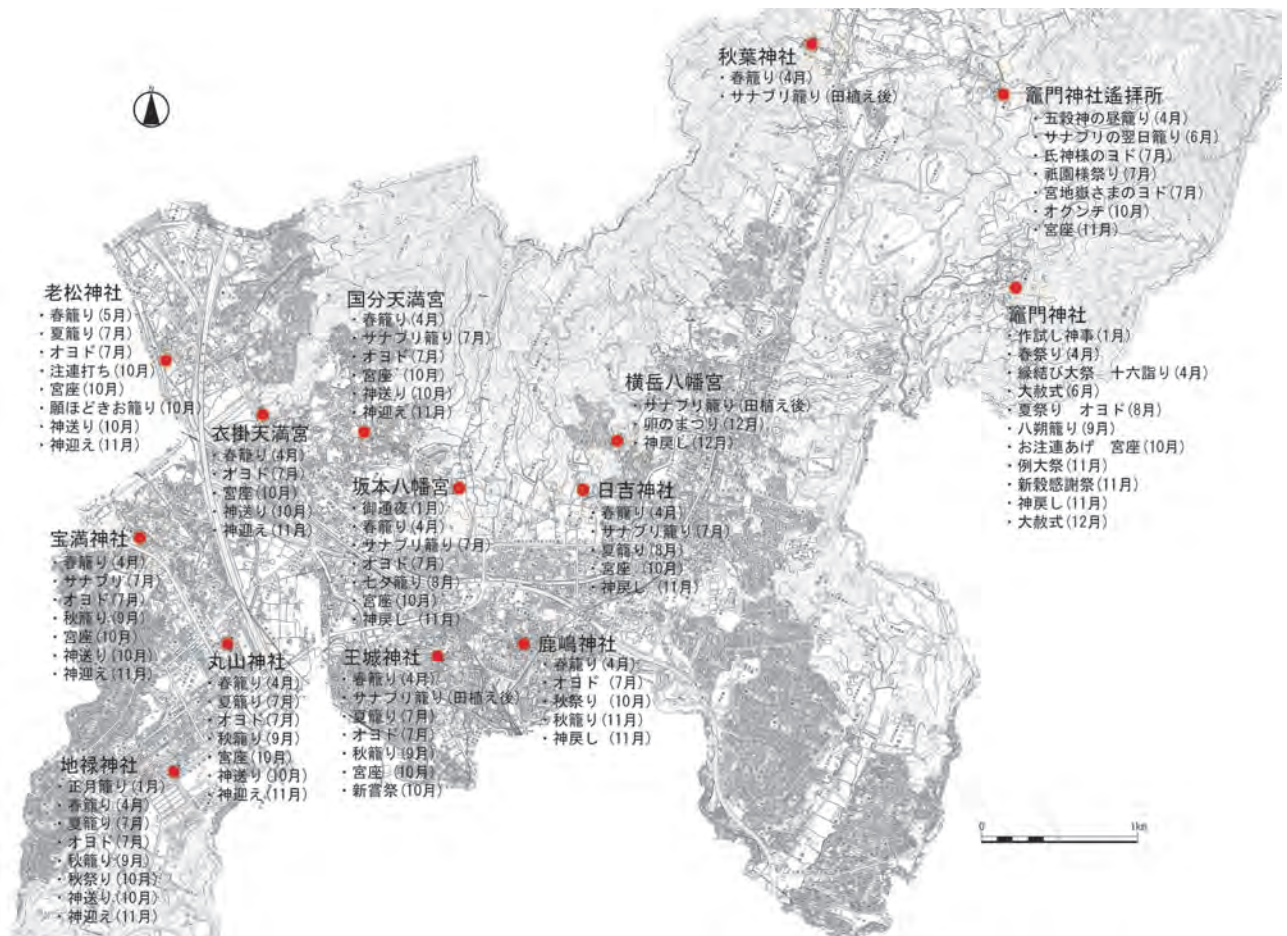 N
秋葉神社
・春籠り(4月)
・サナブリ籠り(田植え後)
竈門神社遙拝所
・五穀神の昼籠り(4月)
・サナブリの翌日籠り(6月)
・氏神様のヨド(7月)
・祇園様祭り(7月)
・宮地嶽さまのヨド(7月)
・オクンチ(10月)
・宮座(11月)
竈門神社
・作試し神事(1月)
・春祭り(4月)
・縁結び大祭　十六詣り(4月)
・大赦式(6月)
・夏祭り　オヨド(8月)
・八朔籠り(9月)
・お注連あげ　宮座(10月)
・例大祭(11月)
・新穀感謝祭(11月)
・神戻し(11月)
・大赦式(12月)
老松神社
・春籠り(5月)
・夏籠り(7月)
・オヨド(7月)
・注連打ち(10月)
・宮座(10月)
・願ほどきお籠り(10月)
・神送り(10月)
・神迎え(11月)
国分天満宮
・春籠り(4月)
・サナブリ籠り(7月)
・オヨド(7月)
・宮座 (10月)
・神送り(10月)
・神迎え(11月)
横岳八幡宮
・サナブリ籠り(田植え後)
・卯のまつり(12月)
・神戻し(12月)
衣掛天満宮
・春籠り(4月)
・オヨド(7月)
・宮座(10月)
・神送り(10月)
・神迎え(11月)
坂本八幡宮
・御通夜(1月)
・春籠り(4月)
・サナブリ籠り(7月)
・オヨド(7月)
・七夕籠り(8月)
・宮座(10月)
・神戻し (11月)
日吉神社
・春籠り(4月)
・サナブリ籠り(7月)
・夏籠り(8月)
・宮座 (10月)
・神戻し (11月)
宝満神社
・春籠り(4月)
・サナブリ(7月)
・オヨド(7月)
・秋籠り(9月)
・宮座(10月)
・神送り(10月)
・神迎え(11月)
丸山神社
・春籠り(4月)
・夏籠り(7月)
・オヨド(7月)
・秋籠り(9月)
・宮座(10月)
・神送り(10月)
・神迎え(11月)
王城神社
・春籠り(4月)
・サナブリ籠り(田植え後)
・夏籠り(7月)
・オヨド(7月)
・秋籠り(9月)
・宮座 (10月)
・新嘗祭(10月)
鹿嶋神社
・春籠り(4月)
・オヨド (7月)
・秋祭り (10月)
・秋籠り(11月)
・神戻し (11月)
地禄神社
・正月籠り(1月)
・春籠り(4月)
・夏籠り(7月)
・オヨド(7月)
・秋籠り(9月)
・秋祭り(10月)
・神送り(10月)
・神迎え(11月)
0 1km